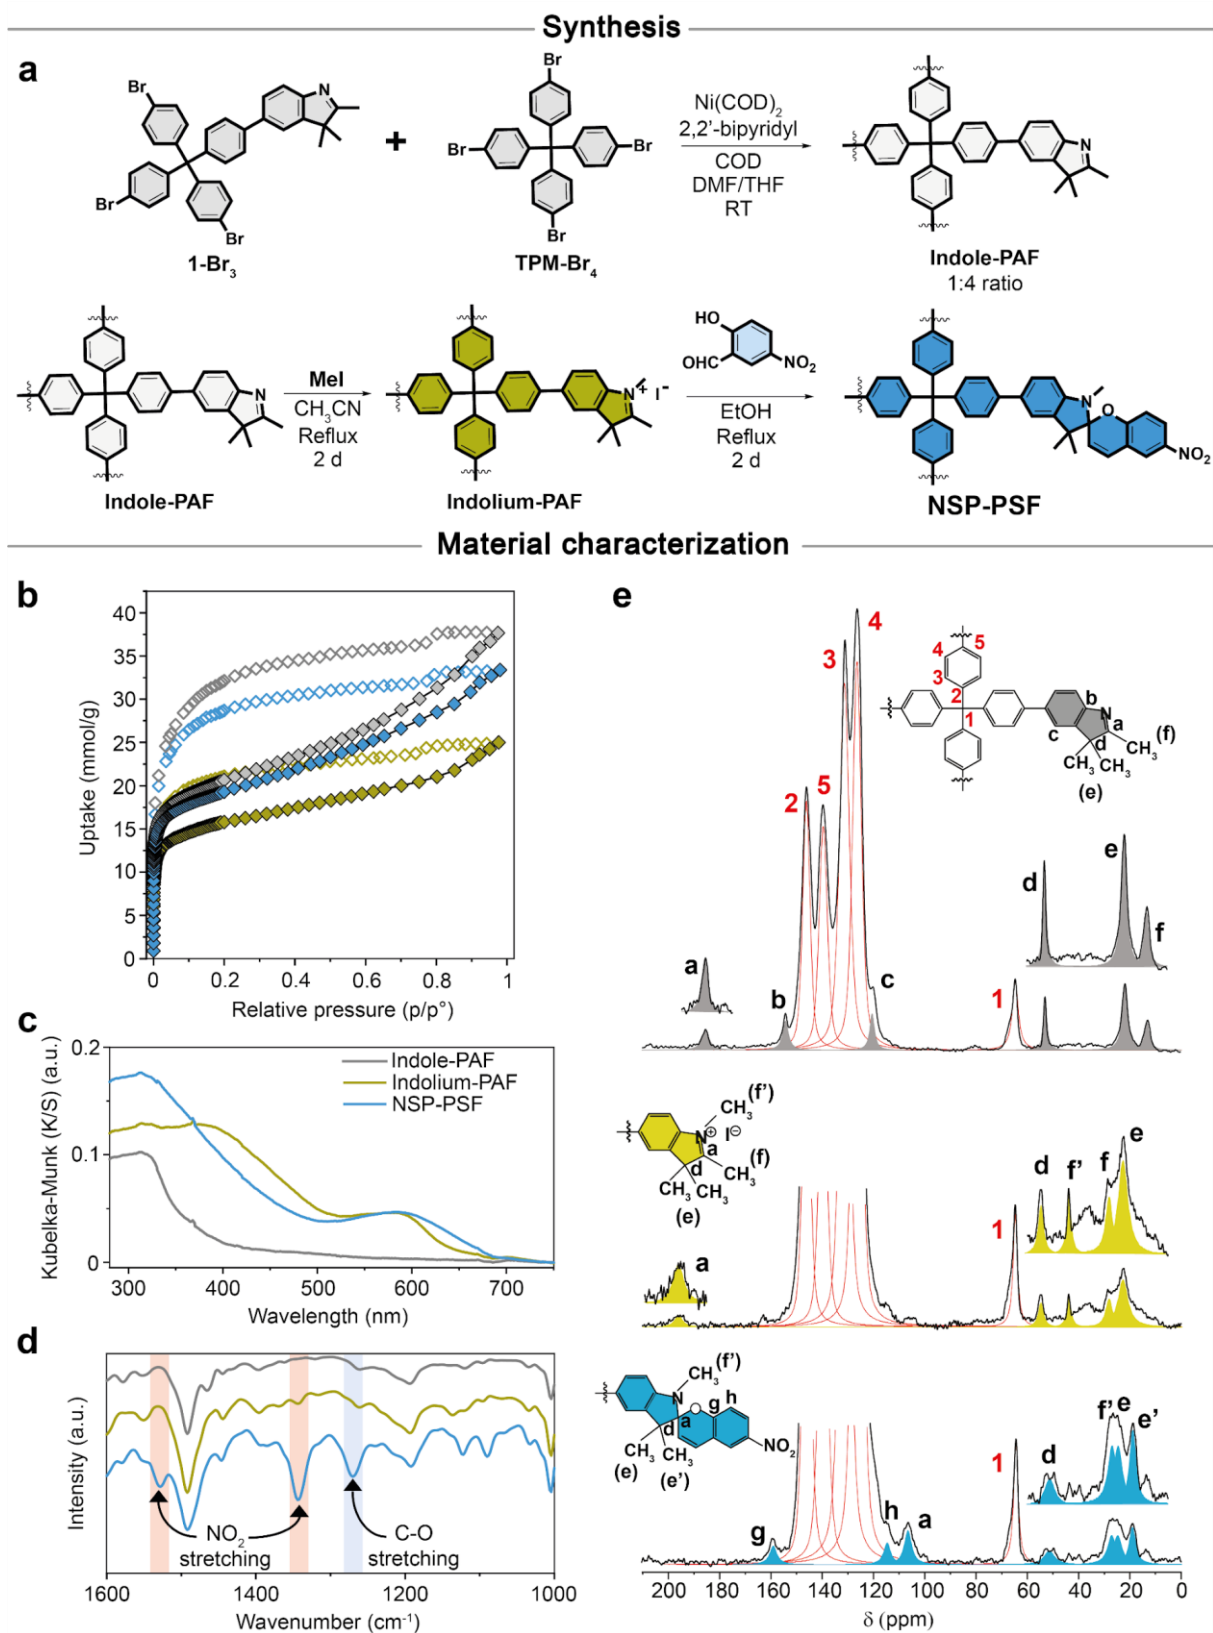 Synthesis
a
Br
Br
Br
N
1-Br₃
+
Br
Br
Br
Br
TPM-Br₄
Ni(COD)₂
2,2'-bipyridyl
COD
DMF/THF
RT
N
Indole-PAF
1:4 ratio
N
Indole-PAF
MeI
CH₃CN
Reflux
2 d
N⁺ I⁻
Indolium-PAF
HO
OHC
NO₂
EtOH
Reflux
2 d
N
O
NO₂
NSP-PSF
Material characterization
b
Uptake (mmol/g)
40
35
30
25
20
15
10
5
0
0 0.2 0.4 0.6 0.8 1
Relative pressure (p/p°)
c
Kubelka-Munk (K/S) (a.u.)
0.2
0.1
0
Indole-PAF
Indolium-PAF
NSP-PSF
300 400 500 600 700
Wavelength (nm)
d
Intensity (a.u.)
NO₂
stretching
C-O
stretching
1600 1400 1200 1000
Wavenumber (cm⁻¹)
e
4
3
2
5
1
a
b
c
d
e
f
5
4
3
2
1
b
N
a
c
d
CH₃ (f)
H₃C
CH₃
(e)
CH₃ (f')
N⊕ I⊖
a
d
CH₃ (f)
CH₃
CH₃
(e)
a
1
d
f'
f
e
CH₃ (f')
N
O
g
h
a
d
NO₂
CH₃
(e)
CH₃
(e')
g
h
a
1
d
f'
e
e'
200 180 160 140 120 100 80 60 40 20 0
δ (ppm)